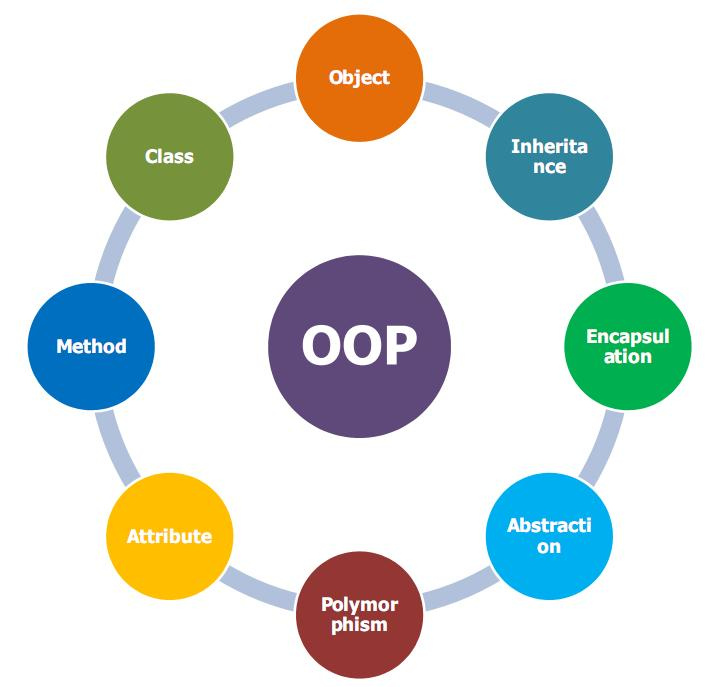 Object
Class
Inherita
nce
Method
OOP
Encapsul
ation
Attribute
Abstracti
on
Polymor
phism